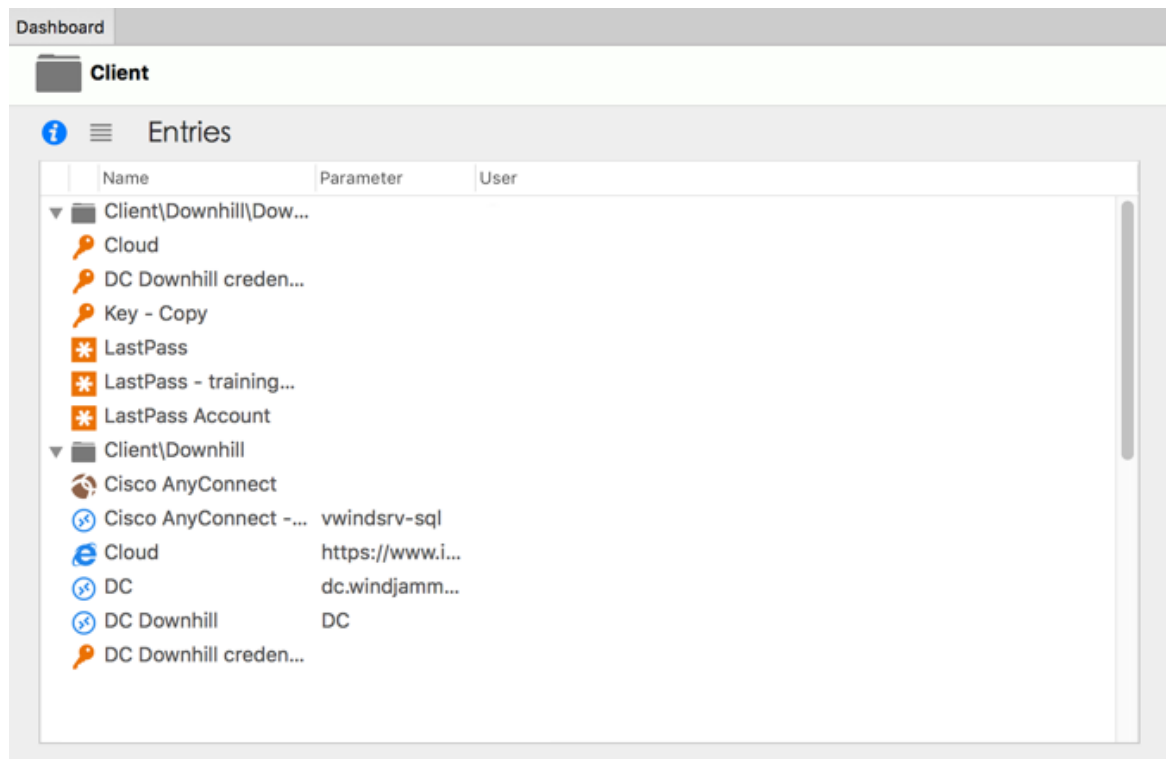 Dashboard
Client
Entries
Name Parameter User
Client\Downhill\Dow...
Cloud
DC Downhill creden...
Key - Copy
LastPass
LastPass - training...
LastPass Account
Client\Downhill
Cisco AnyConnect
Cisco AnyConnect -... vwindsrv-sql
Cloud https://www.i...
DC dc.windjamm...
DC Downhill DC
DC Downhill creden...